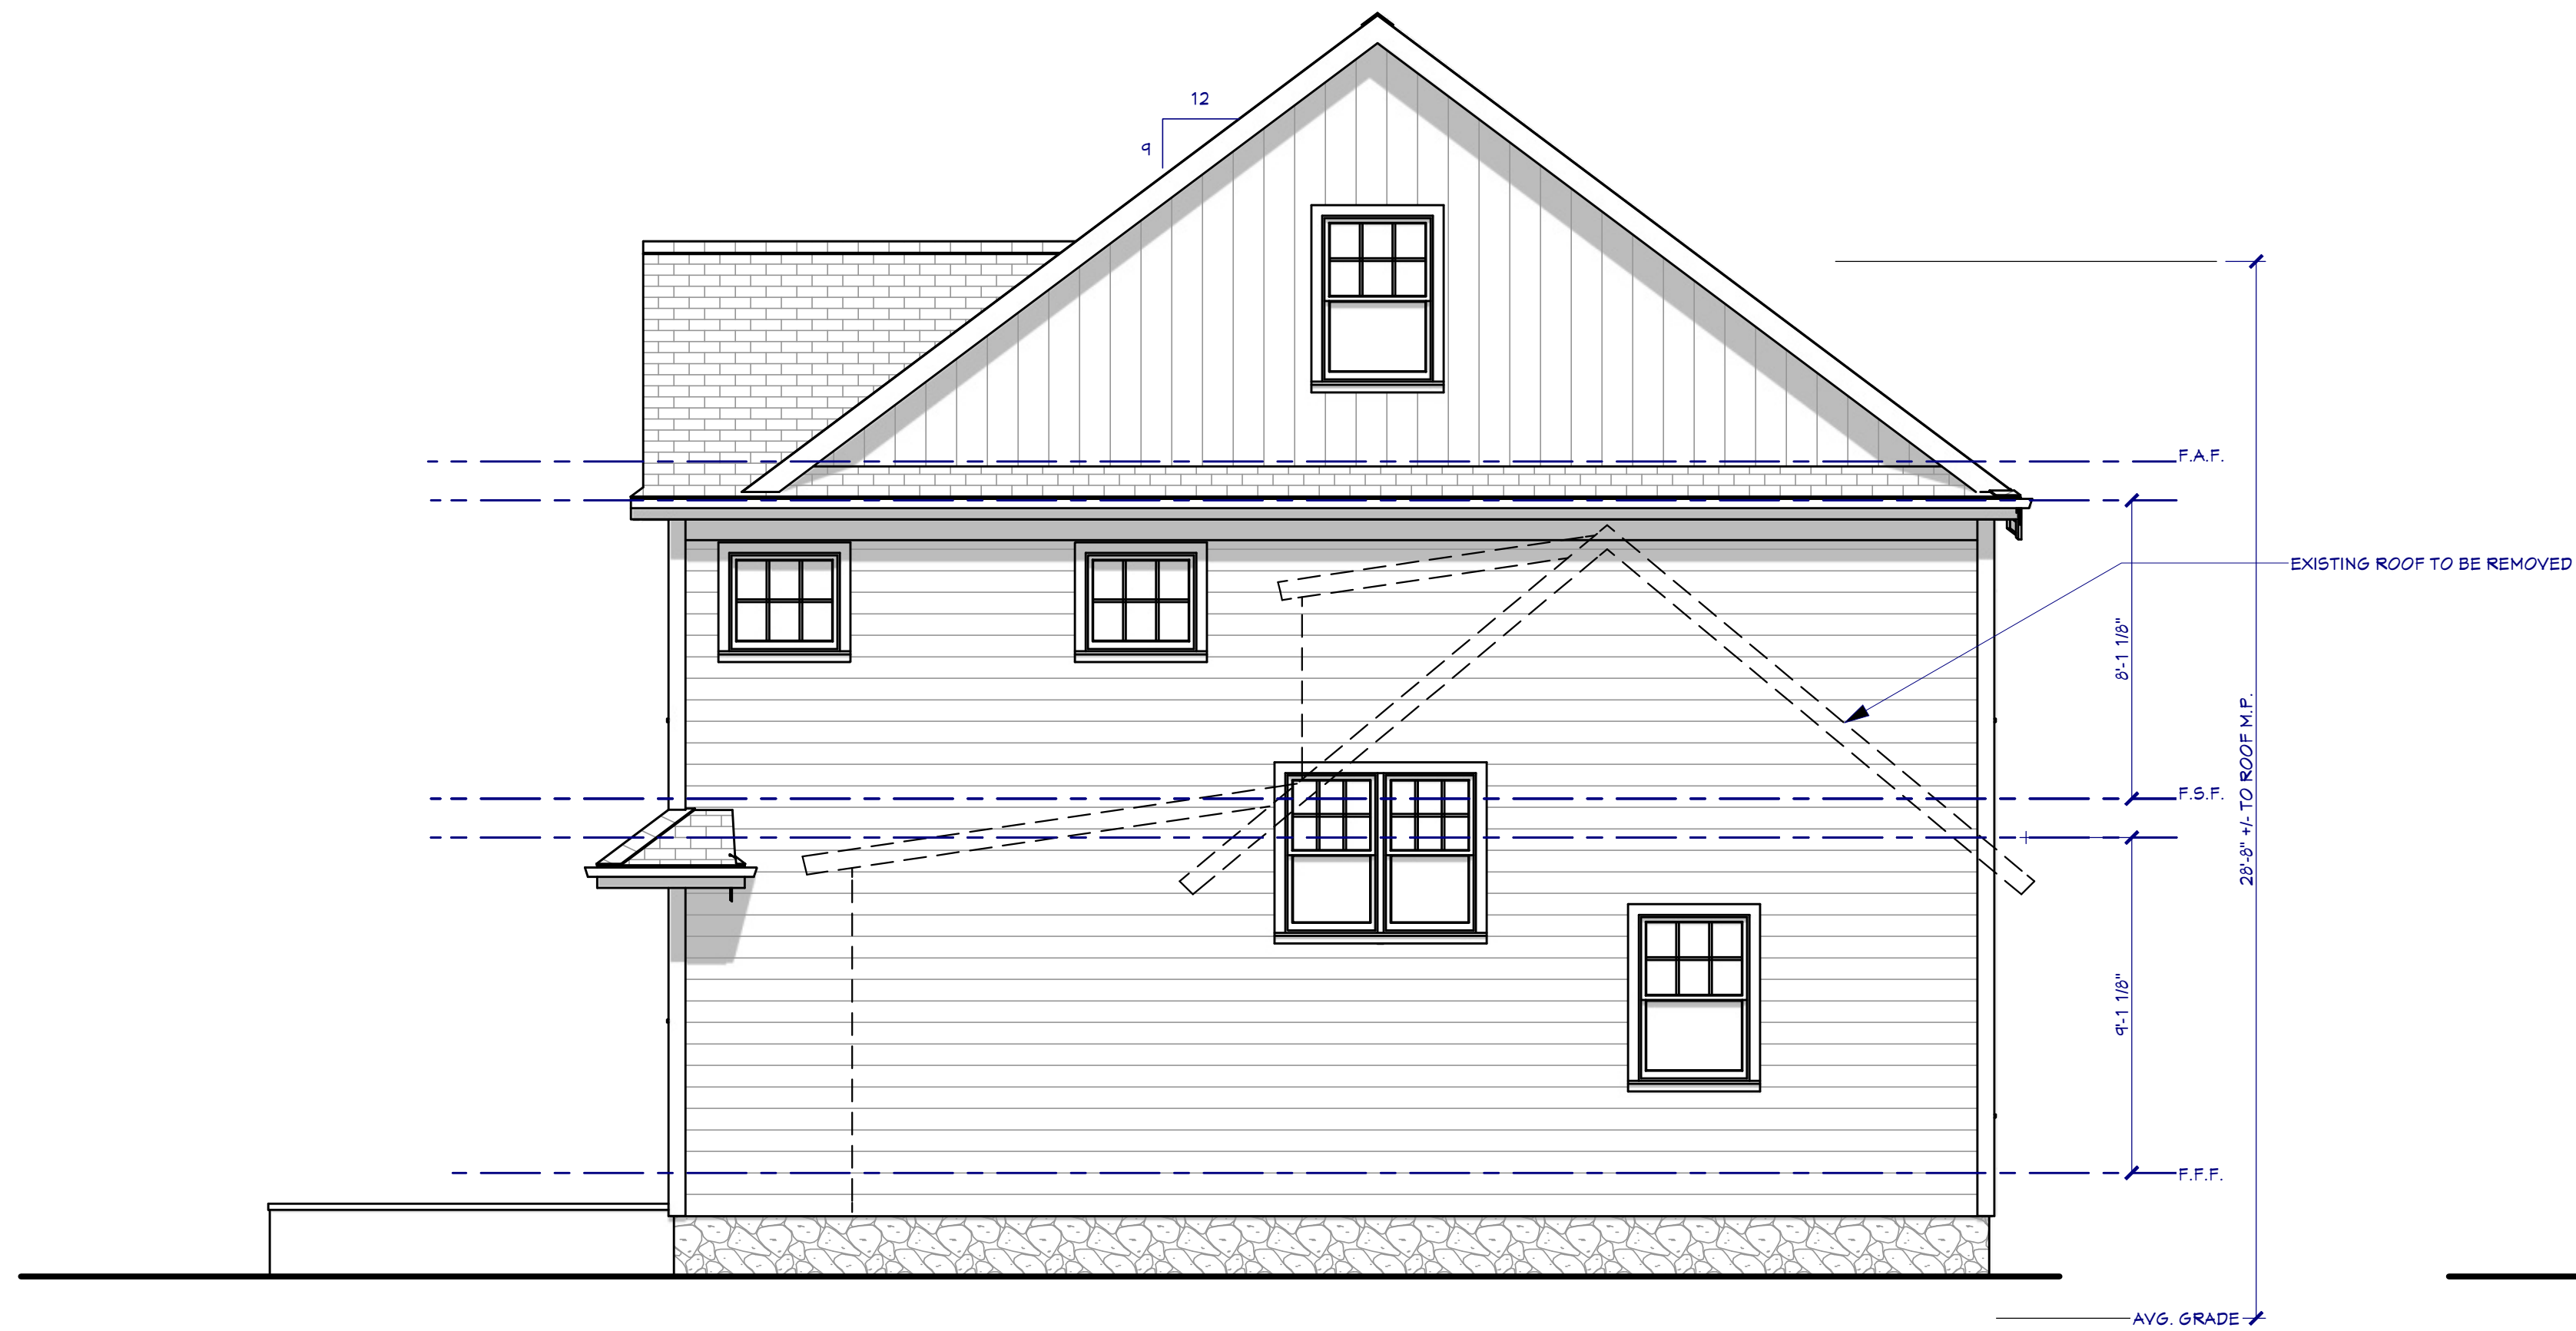 12
9
F.A.F.
EXISTING ROOF TO BE REMOVED
8'-1 1/8"
28'-8" +/- TO ROOF M.P.
F.S.F.
9'-1 1/8"
F.F.F.
AVG. GRADE